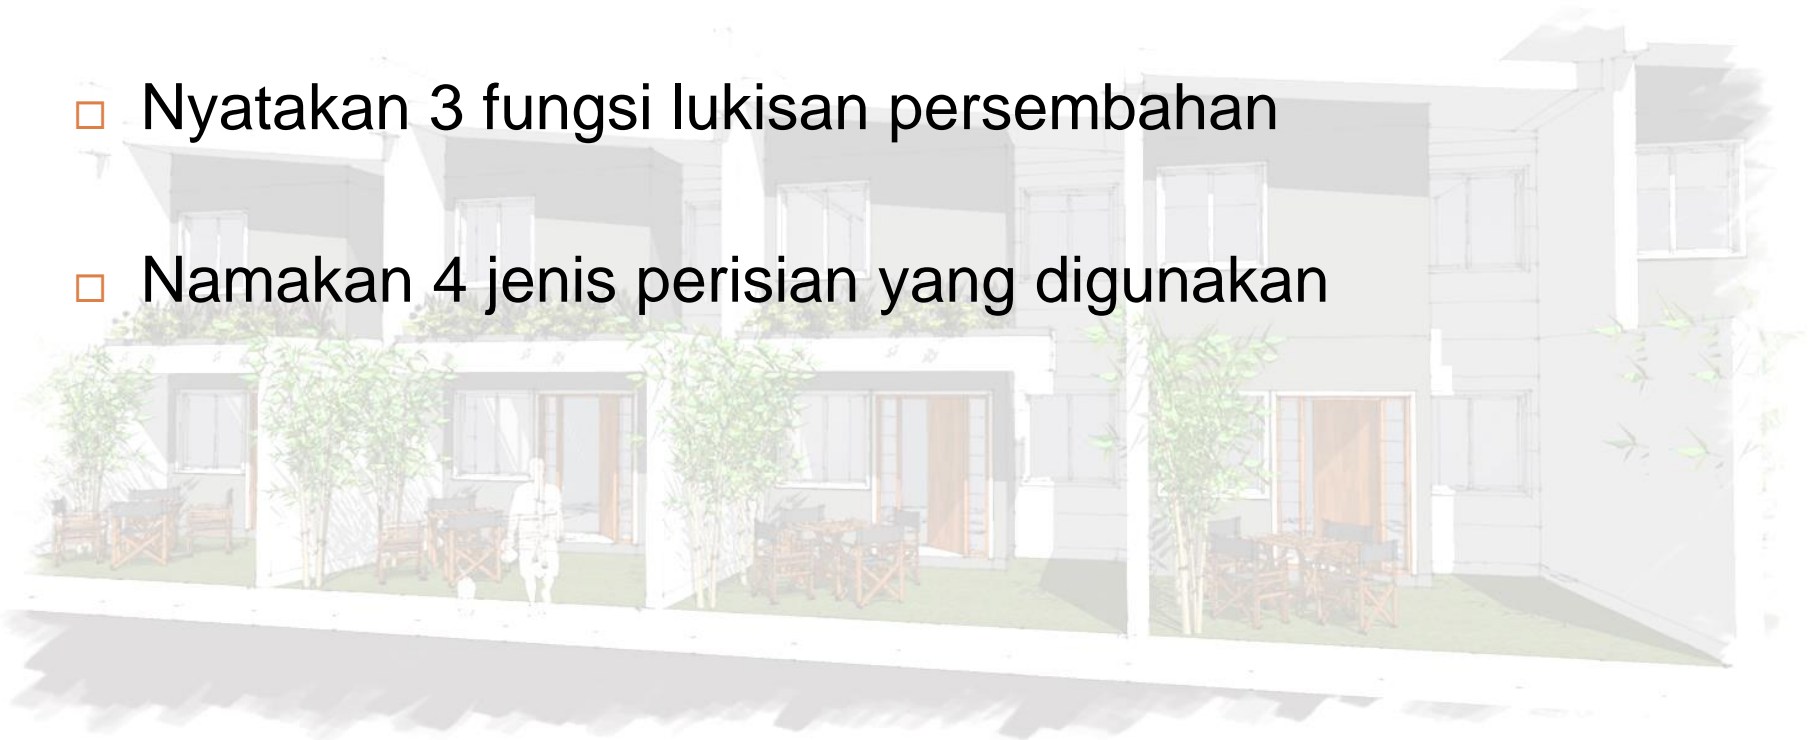 Nyatakan 3 fungsi lukisan persembahan
Namakan 4 jenis perisian yang digunakan